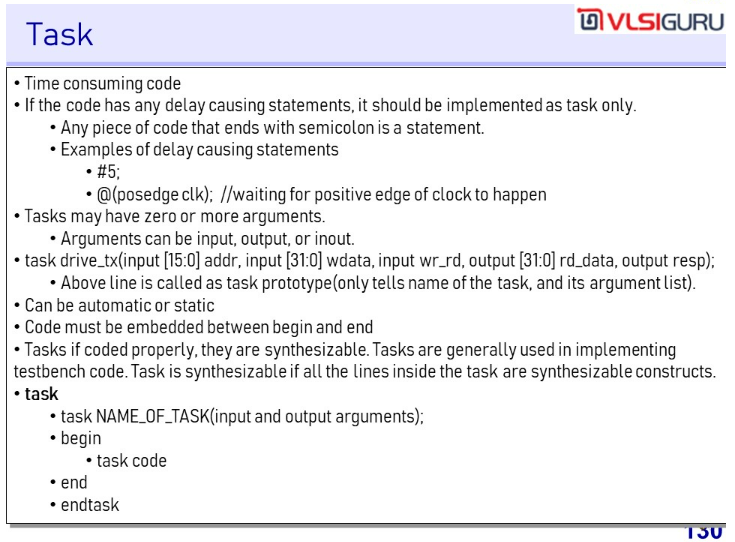 Task
VLSIGURU
• Time consuming code
• If the code has any delay causing statements, it should be implemented as task only.
• Any piece of code that ends with semicolon is a statement.
• Examples of delay causing statements
• #5;
• @(posedge clk);  //waiting for positive edge of clock to happen
• Tasks may have zero or more arguments.
• Arguments can be input, output, or inout.
• task drive_tx(input [15:0] addr, input [31:0] wdata, input wr_rd, output [31:0] rd_data, output resp);
• Above line is called as task prototype(only tells name of the task, and its argument list).
• Can be automatic or static
• Code must be embedded between begin and end
• Tasks if coded properly, they are synthesizable. Tasks are generally used in implementing
testbench code. Task is synthesizable if all the lines inside the task are synthesizable constructs.
• task
• task NAME_OF_TASK(input and output arguments);
• begin
• task code
• end
• endtask
130